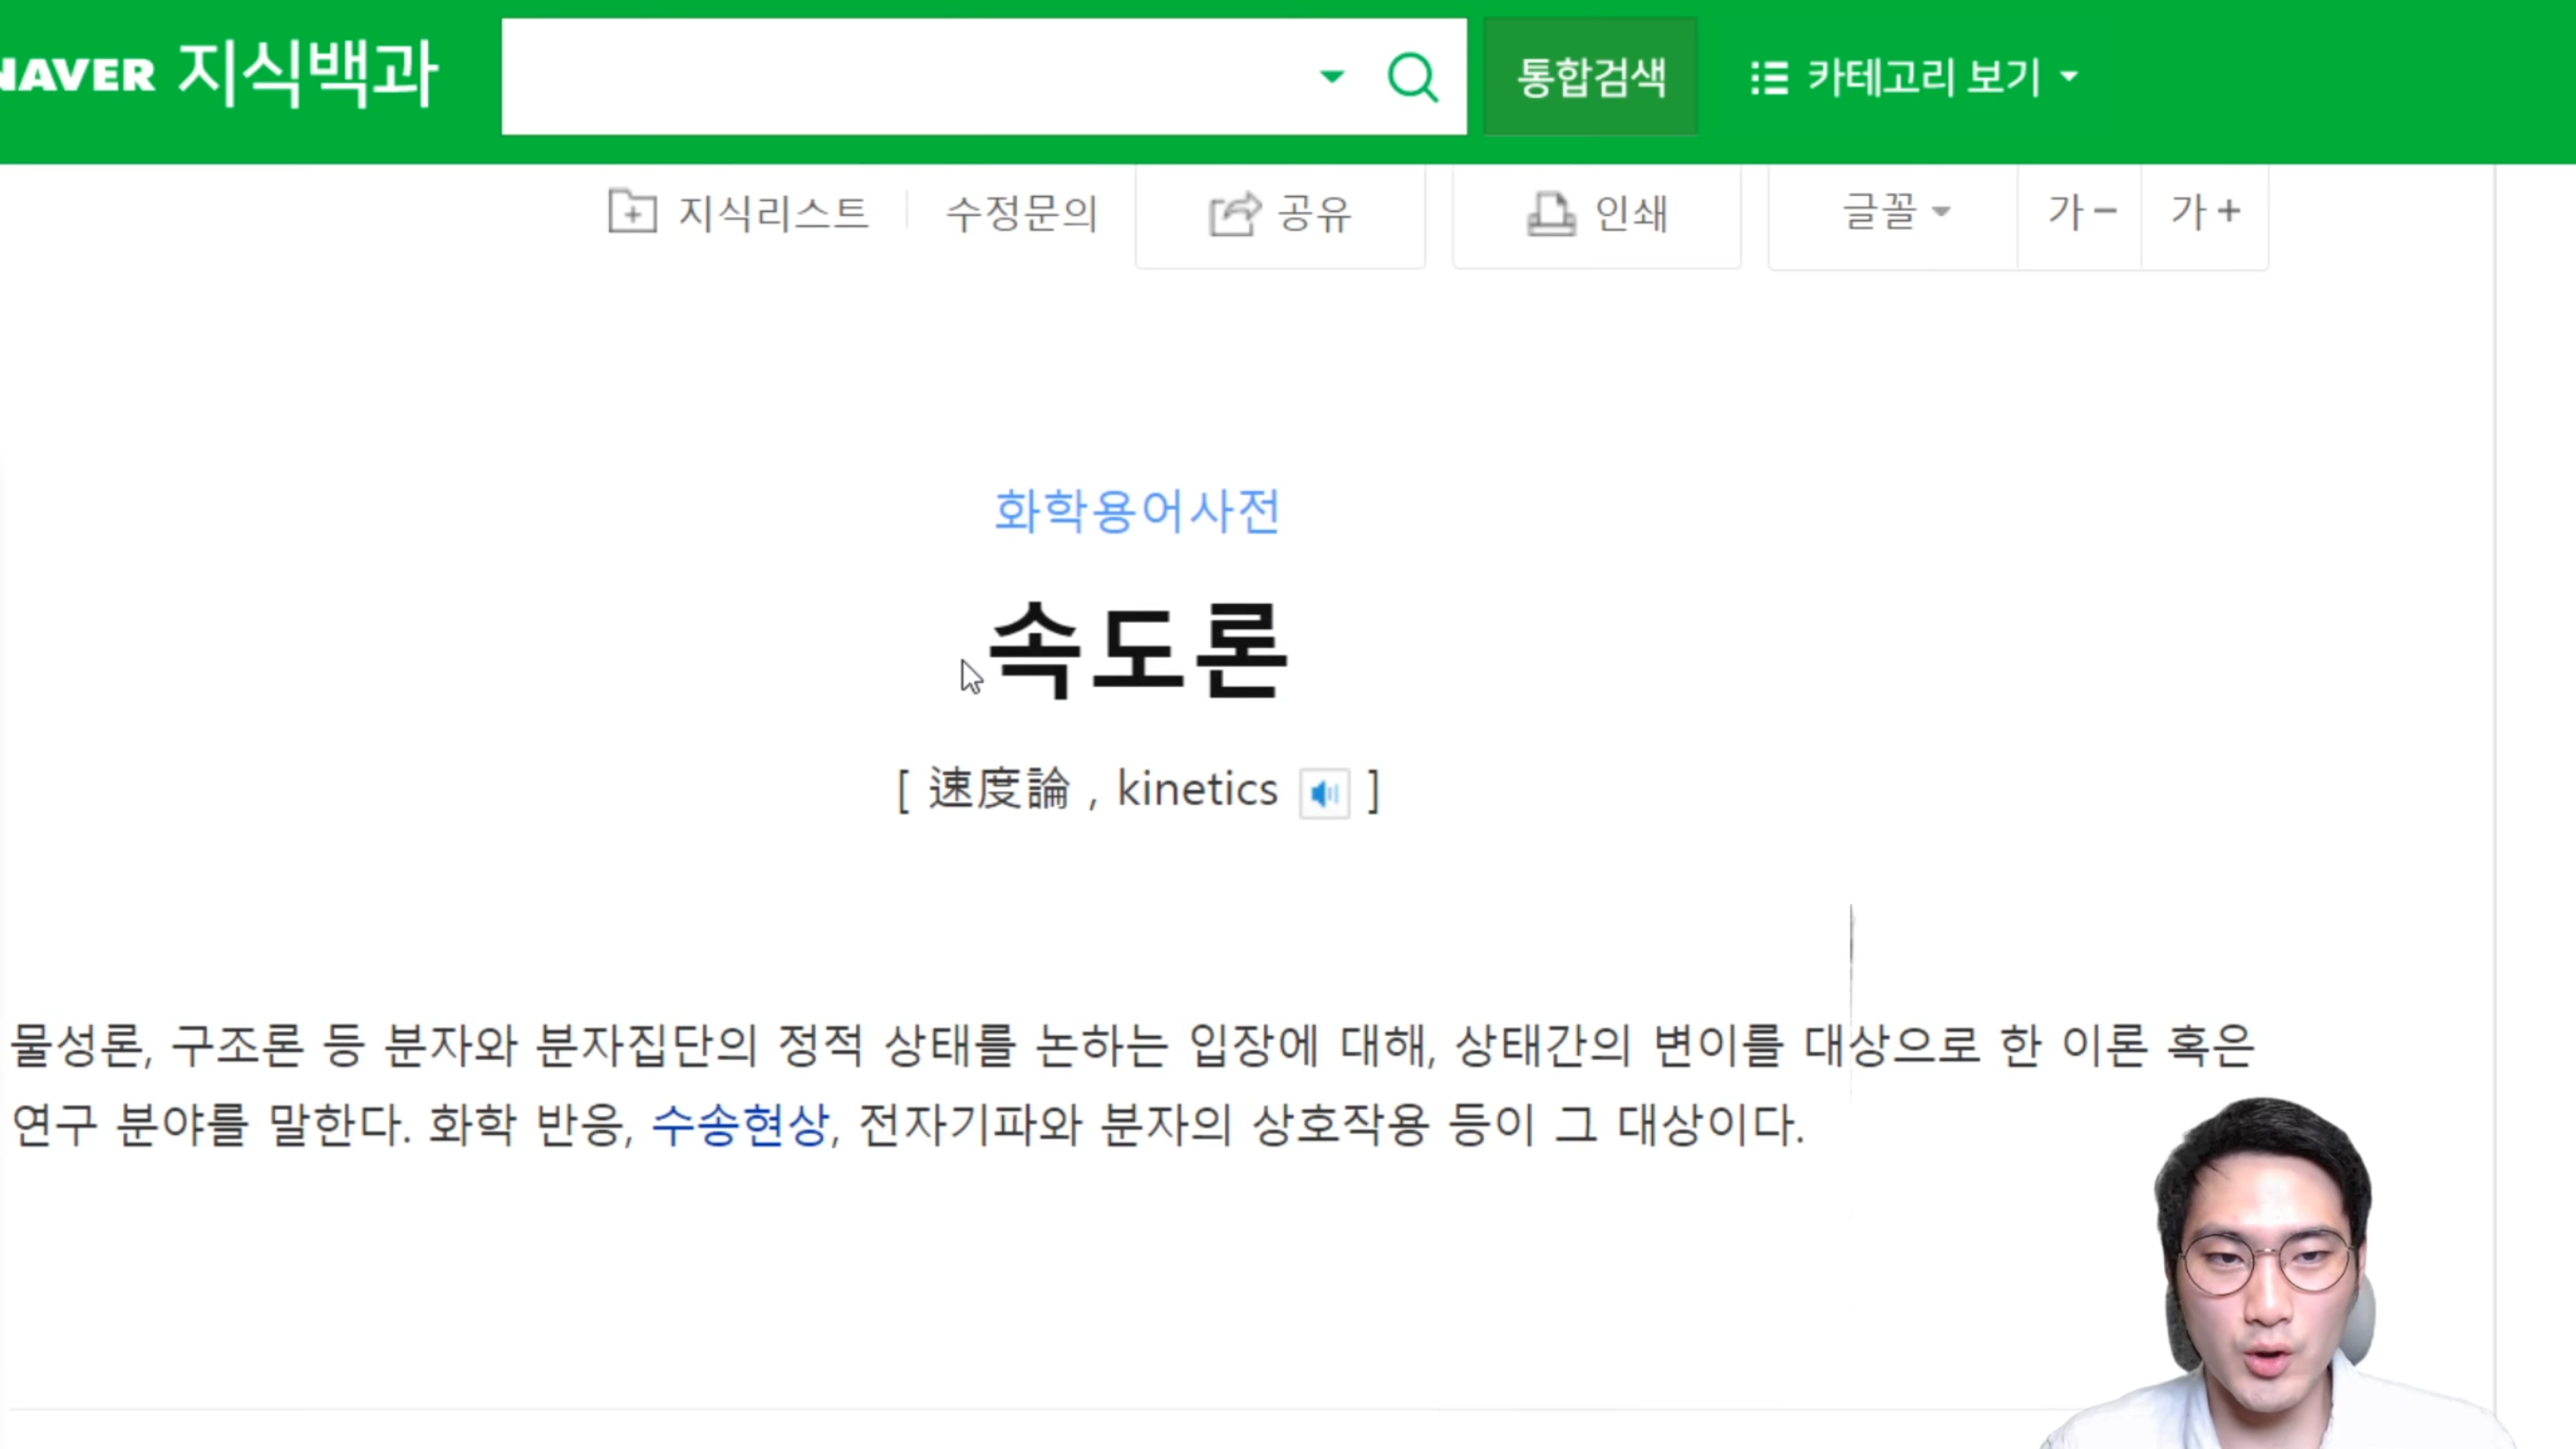 NAVER 지식백과 통합검색 카테고리 보기
지식리스트 수정문의 공유 인쇄 글꼴 가- 가+
화학용어사전
속도론
[ 速度論 , kinetics ]
물성론, 구조론 등 분자와 분자집단의 정적 상태를 논하는 입장에 대해, 상태간의 변이를 대상으로 한 이론 혹은
연구 분야를 말한다. 화학 반응, 수송현상, 전자기파와 분자의 상호작용 등이 그 대상이다.